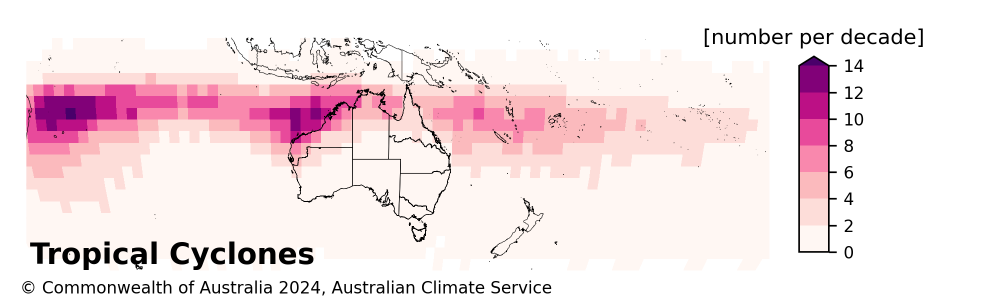 [number per decade]
14
12
10
8
6
4
2
0
Tropical Cyclones
© Commonwealth of Australia 2024, Australian Climate Service